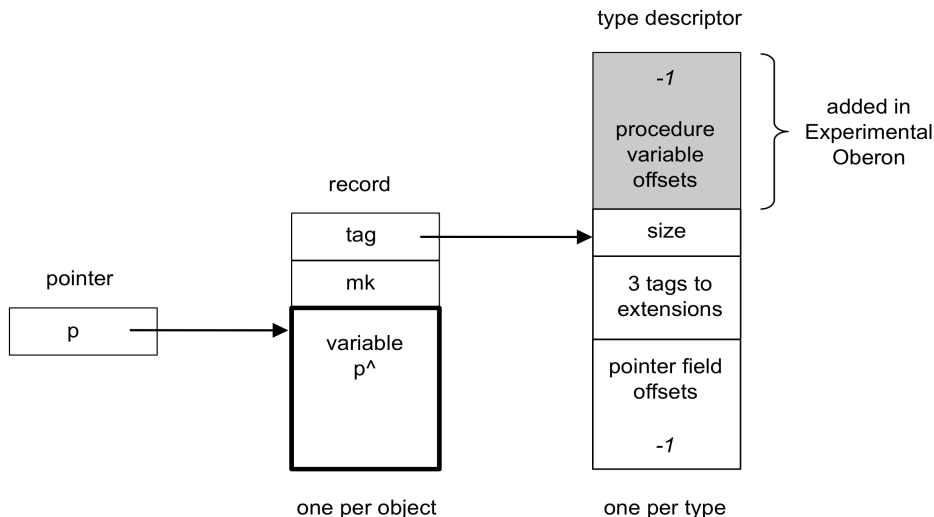 type descriptor
-1
procedure
variable
offsets
added in
Experimental
Oberon
record
tag
size
mk
3 tags to
extensions
pointer
p
variable
p^
pointer field
offsets
-1
one per object
one per type